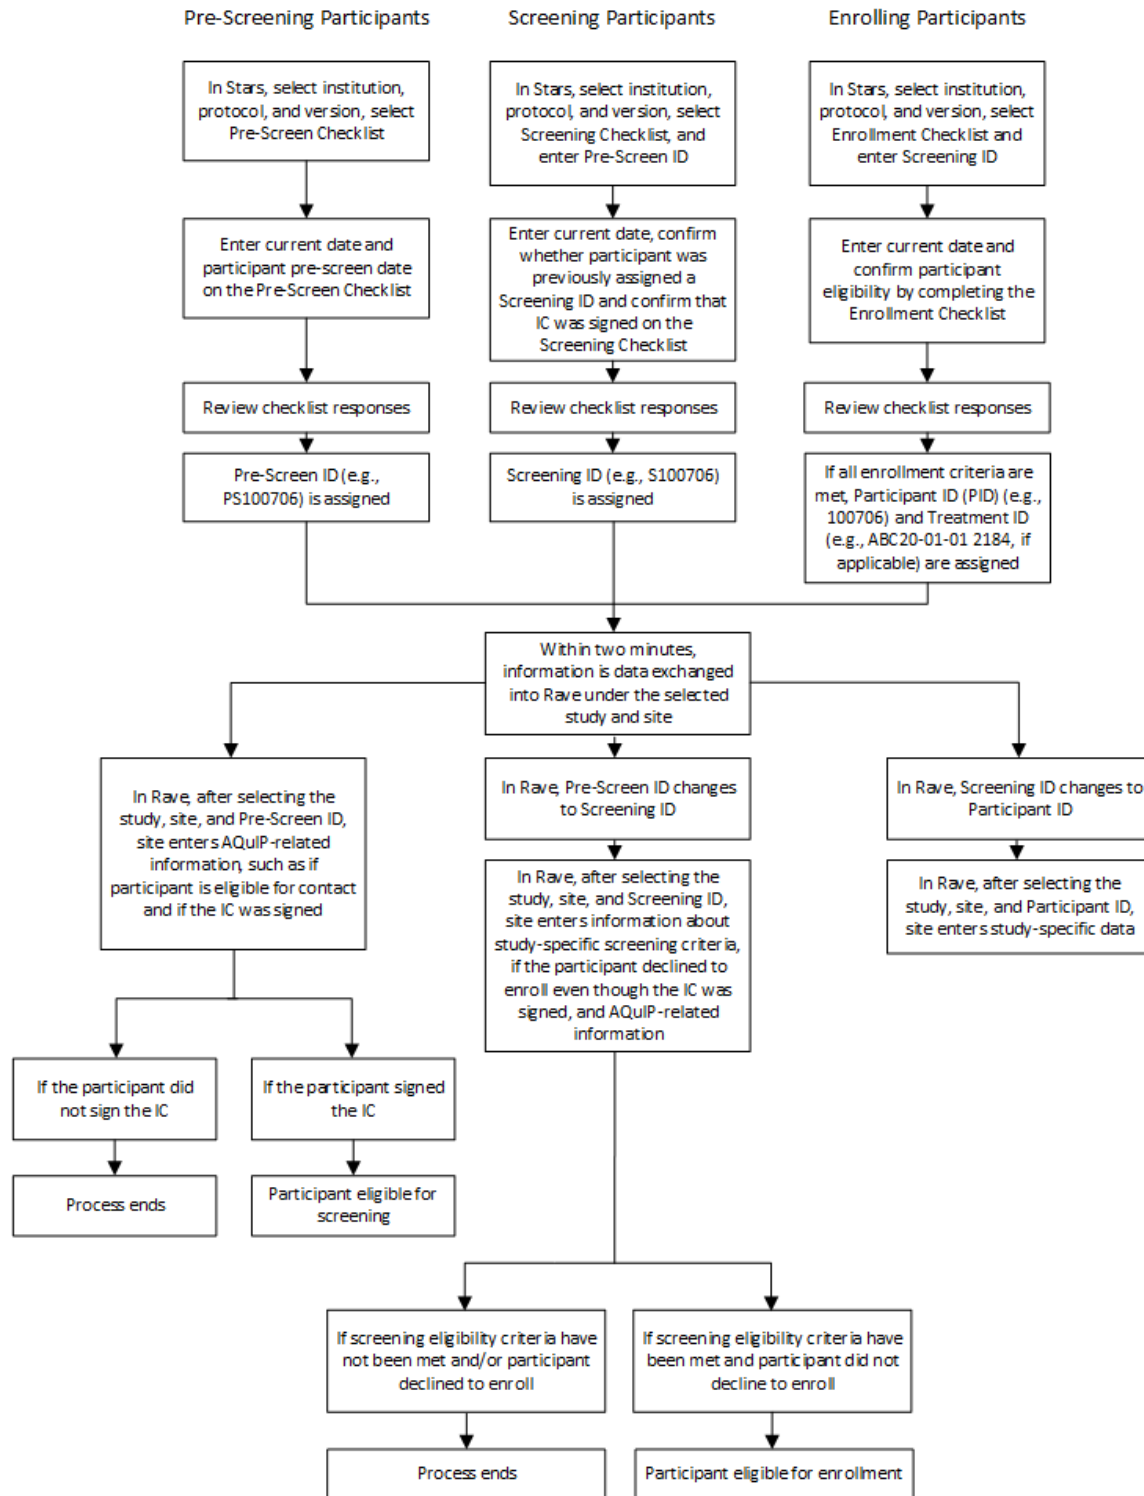 Pre-Screening Participants
Screening Participants
Enrolling Participants
In Stars, select institution,
protocol, and version, select
Pre-Screen Checklist
In Stars, select institution,
protocol, and version, select
Screening Checklist, and
enter Pre-Screen ID
In Stars, select institution,
protocol, and version, select
Enrollment Checklist and
enter Screening ID
Enter current date and
participant pre-screen date
on the Pre-Screen Checklist
Enter current date, confirm
whether participant was
previously assigned a
Screening ID and confirm that
IC was signed on the
Screening Checklist
Enter current date and
confirm participant
eligibility by completing the
Enrollment Checklist
Review checklist responses
Review checklist responses
Review checklist responses
Pre-Screen ID (e.g.,
PS100706) is assigned
Screening ID (e.g., S100706)
is assigned
If all enrollment criteria are
met, Participant ID (PID) (e.g.,
100706) and Treatment ID
(e.g., ABC20-01-01 2184, if
applicable) are assigned
Within two minutes,
information is data exchanged
into Rave under the selected
study and site
In Rave, after selecting the
study, site, and Pre-Screen ID,
site enters AQuIP-related
information, such as if
participant is eligible for contact
and if the IC was signed
In Rave, Pre-Screen ID changes
to Screening ID
In Rave, Screening ID changes to
Participant ID
In Rave, after selecting the
study, site, and Screening ID,
site enters information about
study-specific screening criteria,
if the participant declined to
enroll even though the IC was
signed, and AQuIP-related
information
In Rave, after selecting the
study, site, and Participant ID,
site enters study-specific data
If the participant did
not sign the IC
If the participant signed
the IC
Process ends
Participant eligible for
screening
If screening eligibility criteria have
not been met and/or participant
declined to enroll
If screening eligibility criteria have
been met and participant did not
decline to enroll
Process ends
Participant eligible for enrollment